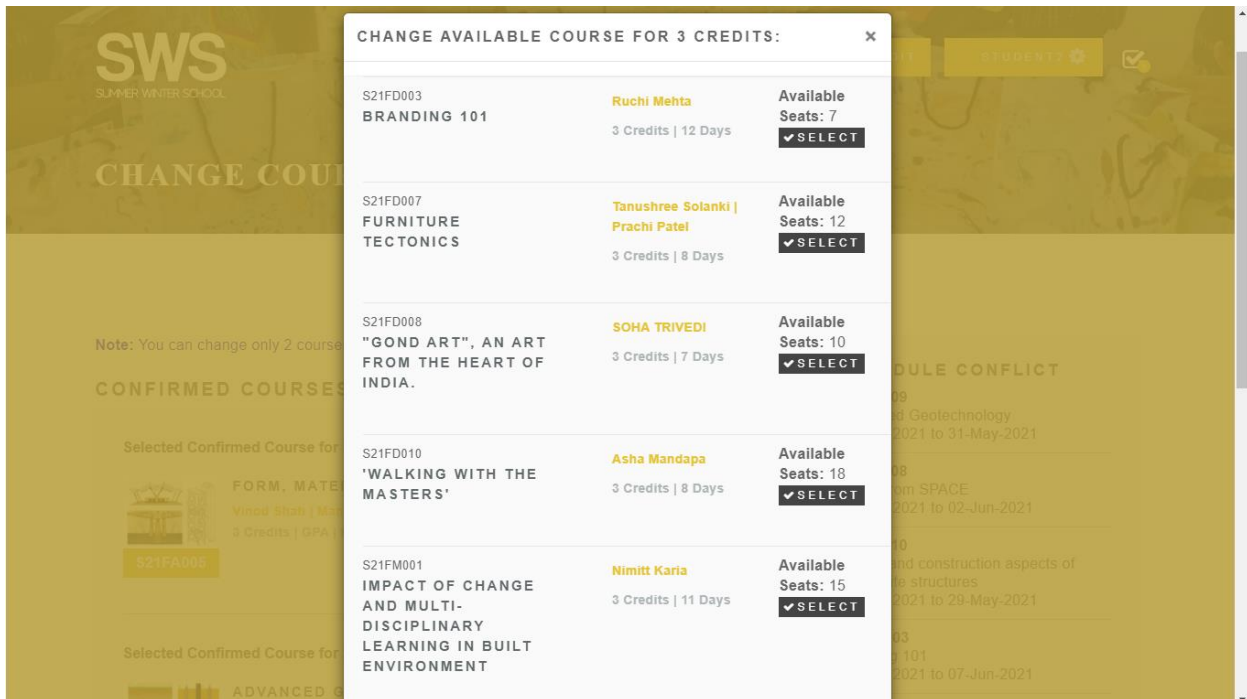 CHANGE AVAILABLE COURSE FOR 3 CREDITS: ×
S21FD003
BRANDING 101
Ruchi Mehta
3 Credits | 12 Days
Available
Seats: 7
✔SELECT
S21FD007
FURNITURE
TECTONICS
Tanushree Solanki |
Prachi Patel
3 Credits | 8 Days
Available
Seats: 12
✔SELECT
S21FD008
"GOND ART", AN ART
FROM THE HEART OF
INDIA.
SOHA TRIVEDI
3 Credits | 7 Days
Available
Seats: 10
✔SELECT
S21FD010
'WALKING WITH THE
MASTERS'
Asha Mandapa
3 Credits | 8 Days
Available
Seats: 18
✔SELECT
S21FM001
IMPACT OF CHANGE
AND MULTI-
DISCIPLINARY
LEARNING IN BUILT
ENVIRONMENT
Nimitt Karia
3 Credits | 11 Days
Available
Seats: 15
✔SELECT
SWS
SUMMER WINTER SCHOOL
CHANGE COU
Note: You can change only 2 course
CONFIRMED COURSES
Selected Confirmed Course for
FORM, MATE
Vinod Shah | Ma
3 Credits | GPA |
S21FA005
Selected Confirmed Course for
ADVANCED G
DULE CONFLICT
09
d Geotechnology
2021 to 31-May-2021
08
om SPACE
2021 to 02-Jun-2021
10
and construction aspects of
te structures
2021 to 29-May-2021
03
101
2021 to 07-Jun-2021